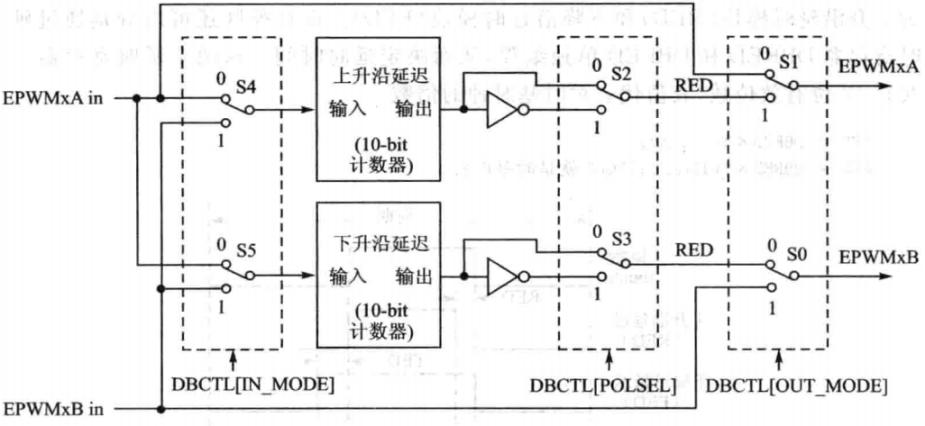 EPWMxA in
0 S4
1
上升沿延迟
输入 输出
(10-bit
计数器)
0 S2
1
RED
0 S1
1
EPWMxA
0 S5
1
下升沿延迟
输入 输出
(10-bit
计数器)
0 S3
1
RED
0 S0
1
EPWMxB
DBCTL[IN_MODE]
DBCTL[POLSEL]
DBCTL[OUT_MODE]
EPWMxB in